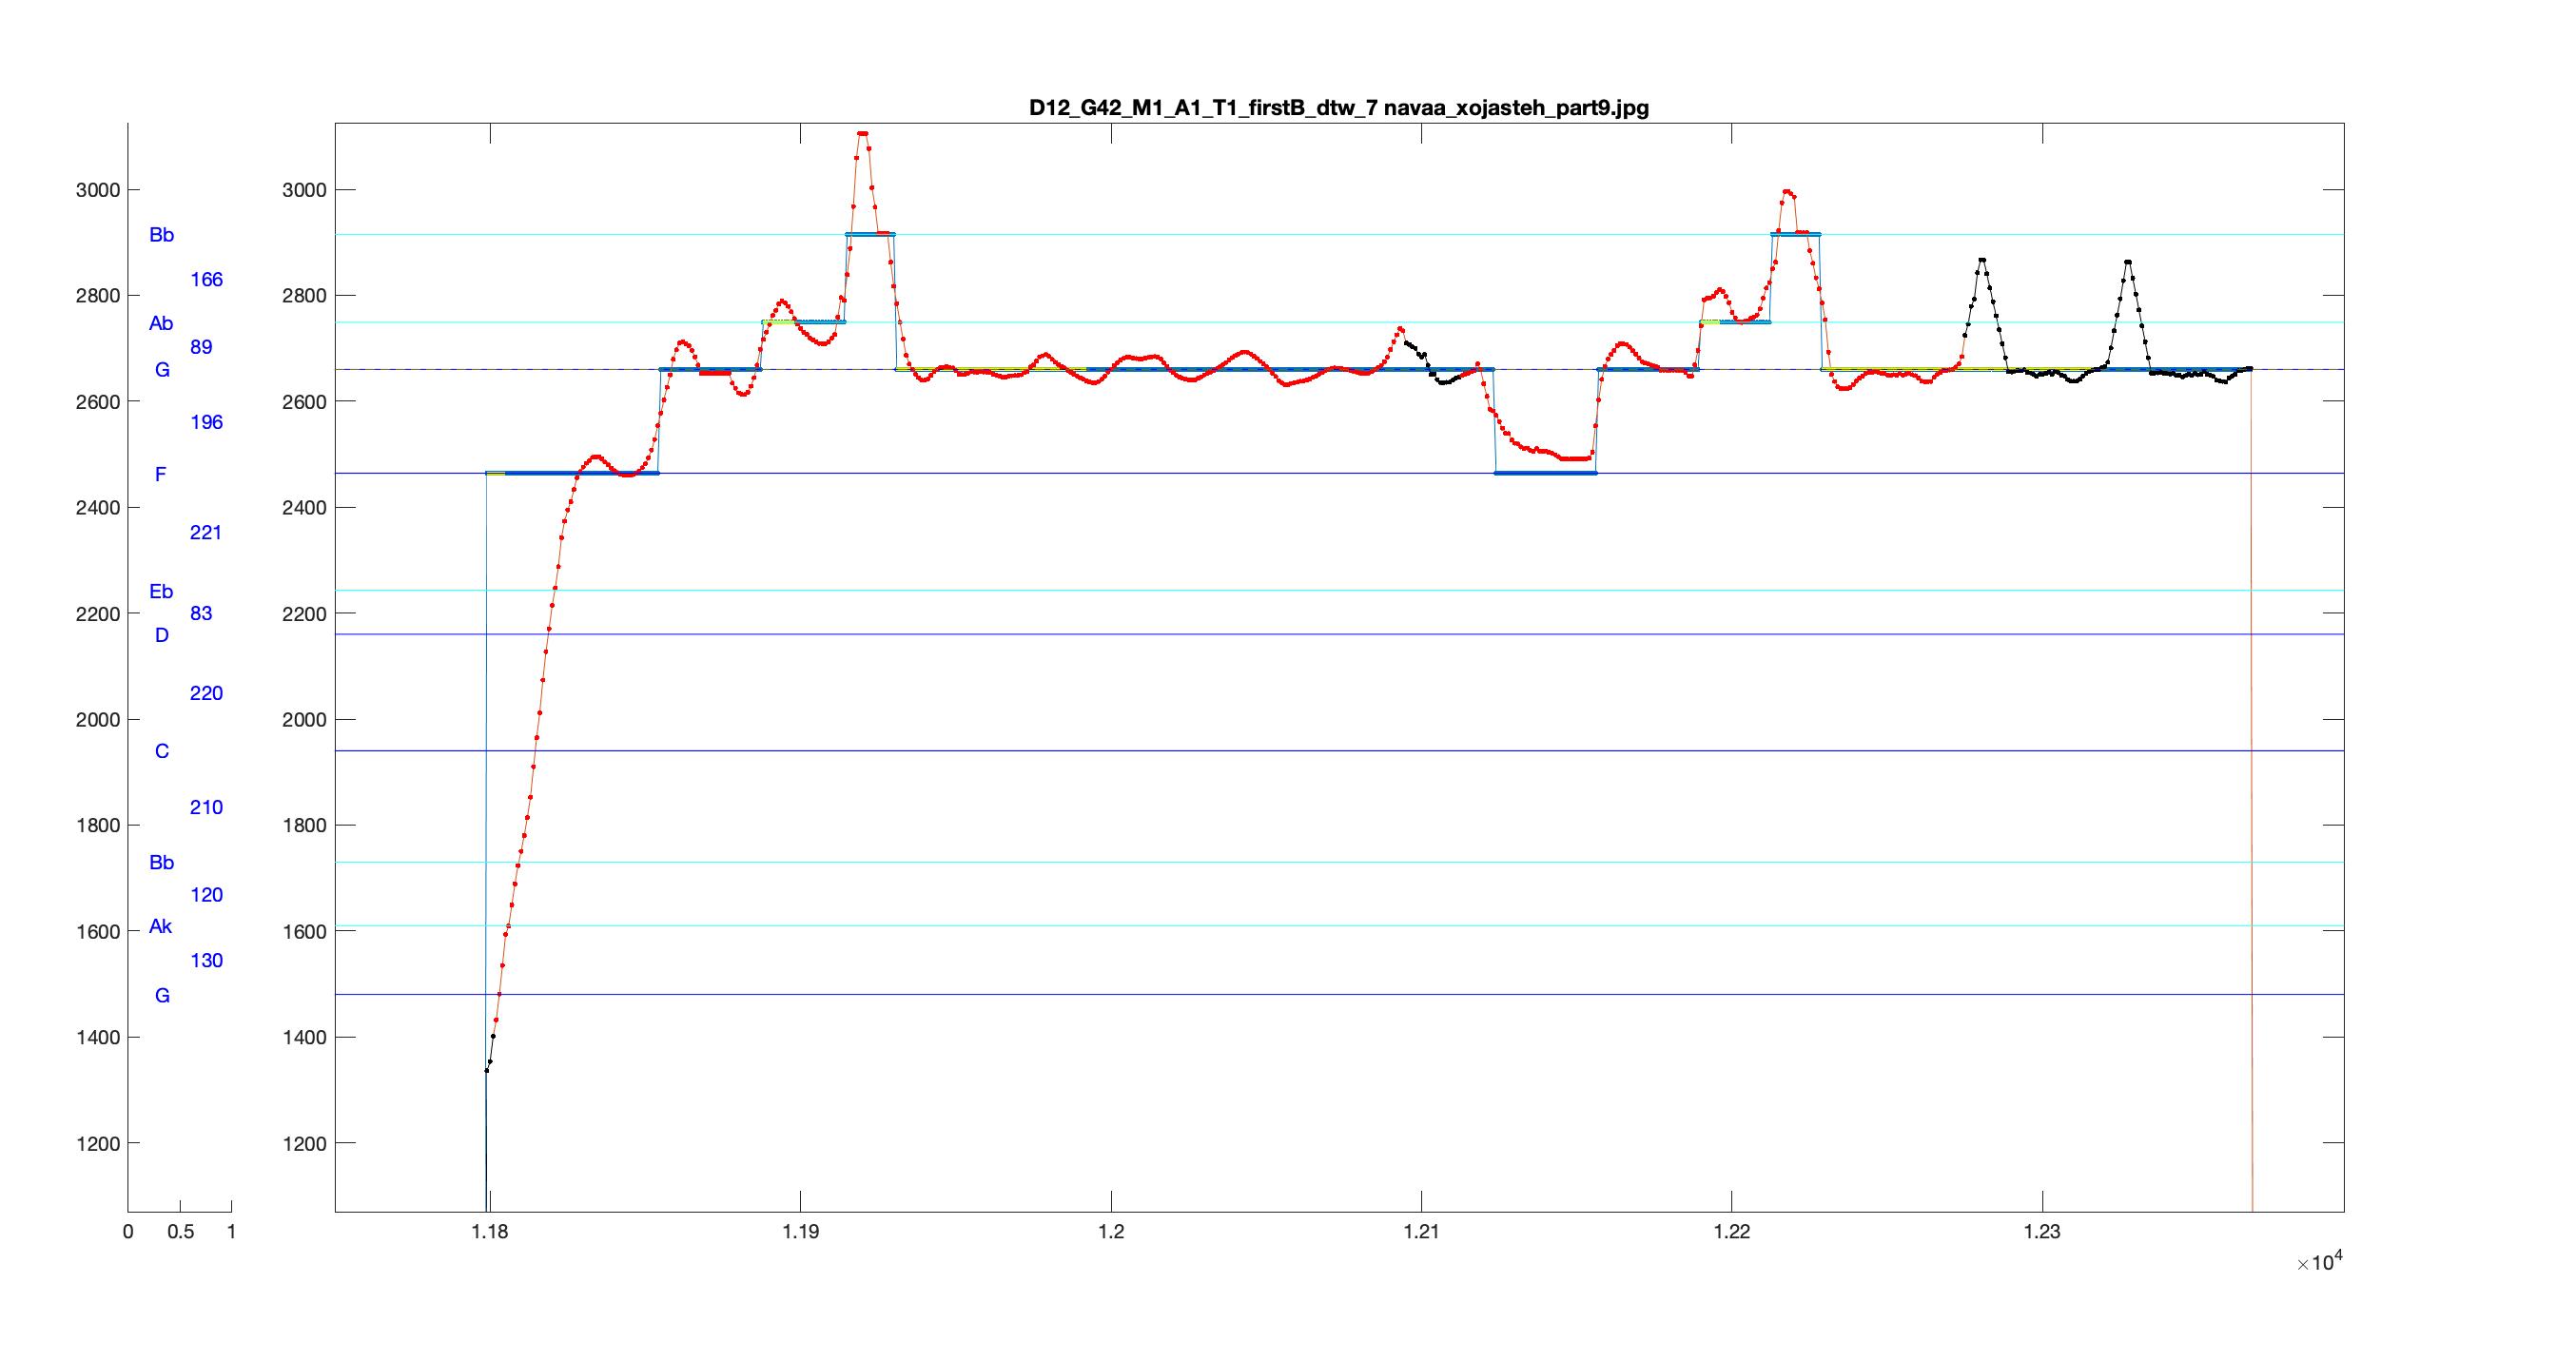 D12_G42_M1_A1_T1_firstB_dtw_7 navaa_xojasteh_part9.jpg
3000 3000
Bb
166
2800 2800
Ab
89
G
2600 2600
196
F
2400 2400
221
Eb
2200 83 2200
D
220
2000 2000
C
210
1800 1800
Bb
120
1600 Ak 1600
130
G
1400 1400
1200 1200
0 0.5 1 1.18 1.19 1.2 1.21 1.22 1.23
×10⁴